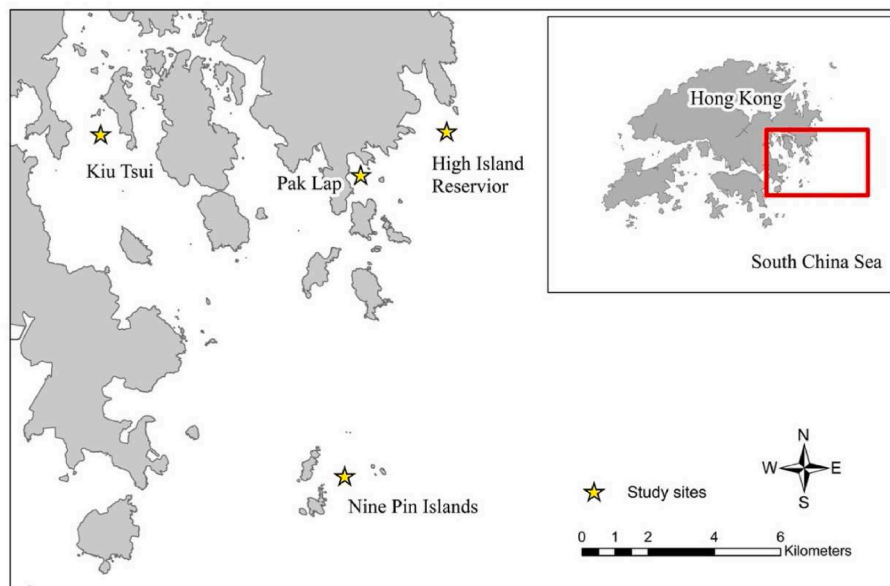 Hong Kong
Kiu Tsui
Pak Lap
High Island
Reservior
South China Sea
Nine Pin Islands
Study sites
N
W E
S
0 1 2 4 6
Kilometers